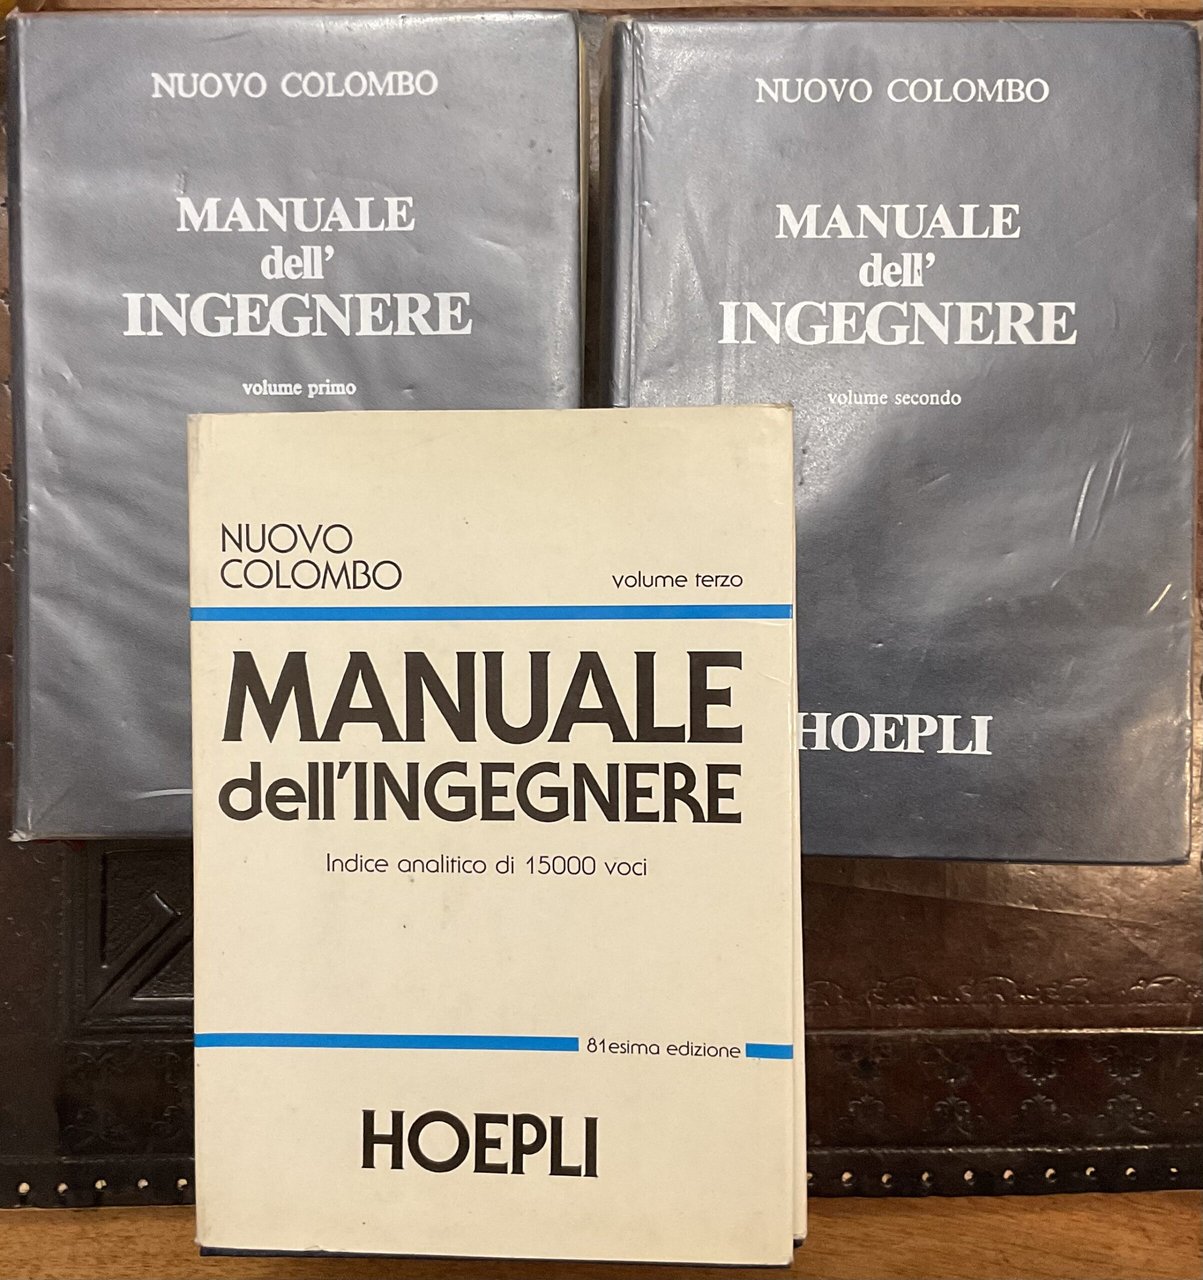 NUOVO COLOMBO
MANUALE
dell'
INGEGNERE
volume primo
NUOVO COLOMBO
MANUALE
dell'
INGEGNERE
volume secondo
HOEPLI
NUOVO
COLOMBO
volume terzo
MANUALE
dell'INGEGNERE
Indice analitico di 15000 voci
81esima edizione
HOEPLI